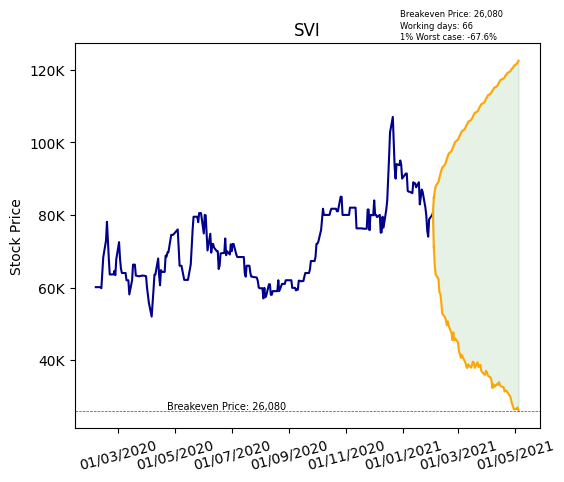 Breakeven Price: 26,080
Working days: 66
1% Worst case: -67.6%
SVI
Stock Price
120K
100K
80K
60K
40K
Breakeven Price: 26,080
01/03/2020 01/05/2020 01/07/2020 01/09/2020 01/11/2020 01/01/2021 01/03/2021 01/05/2021